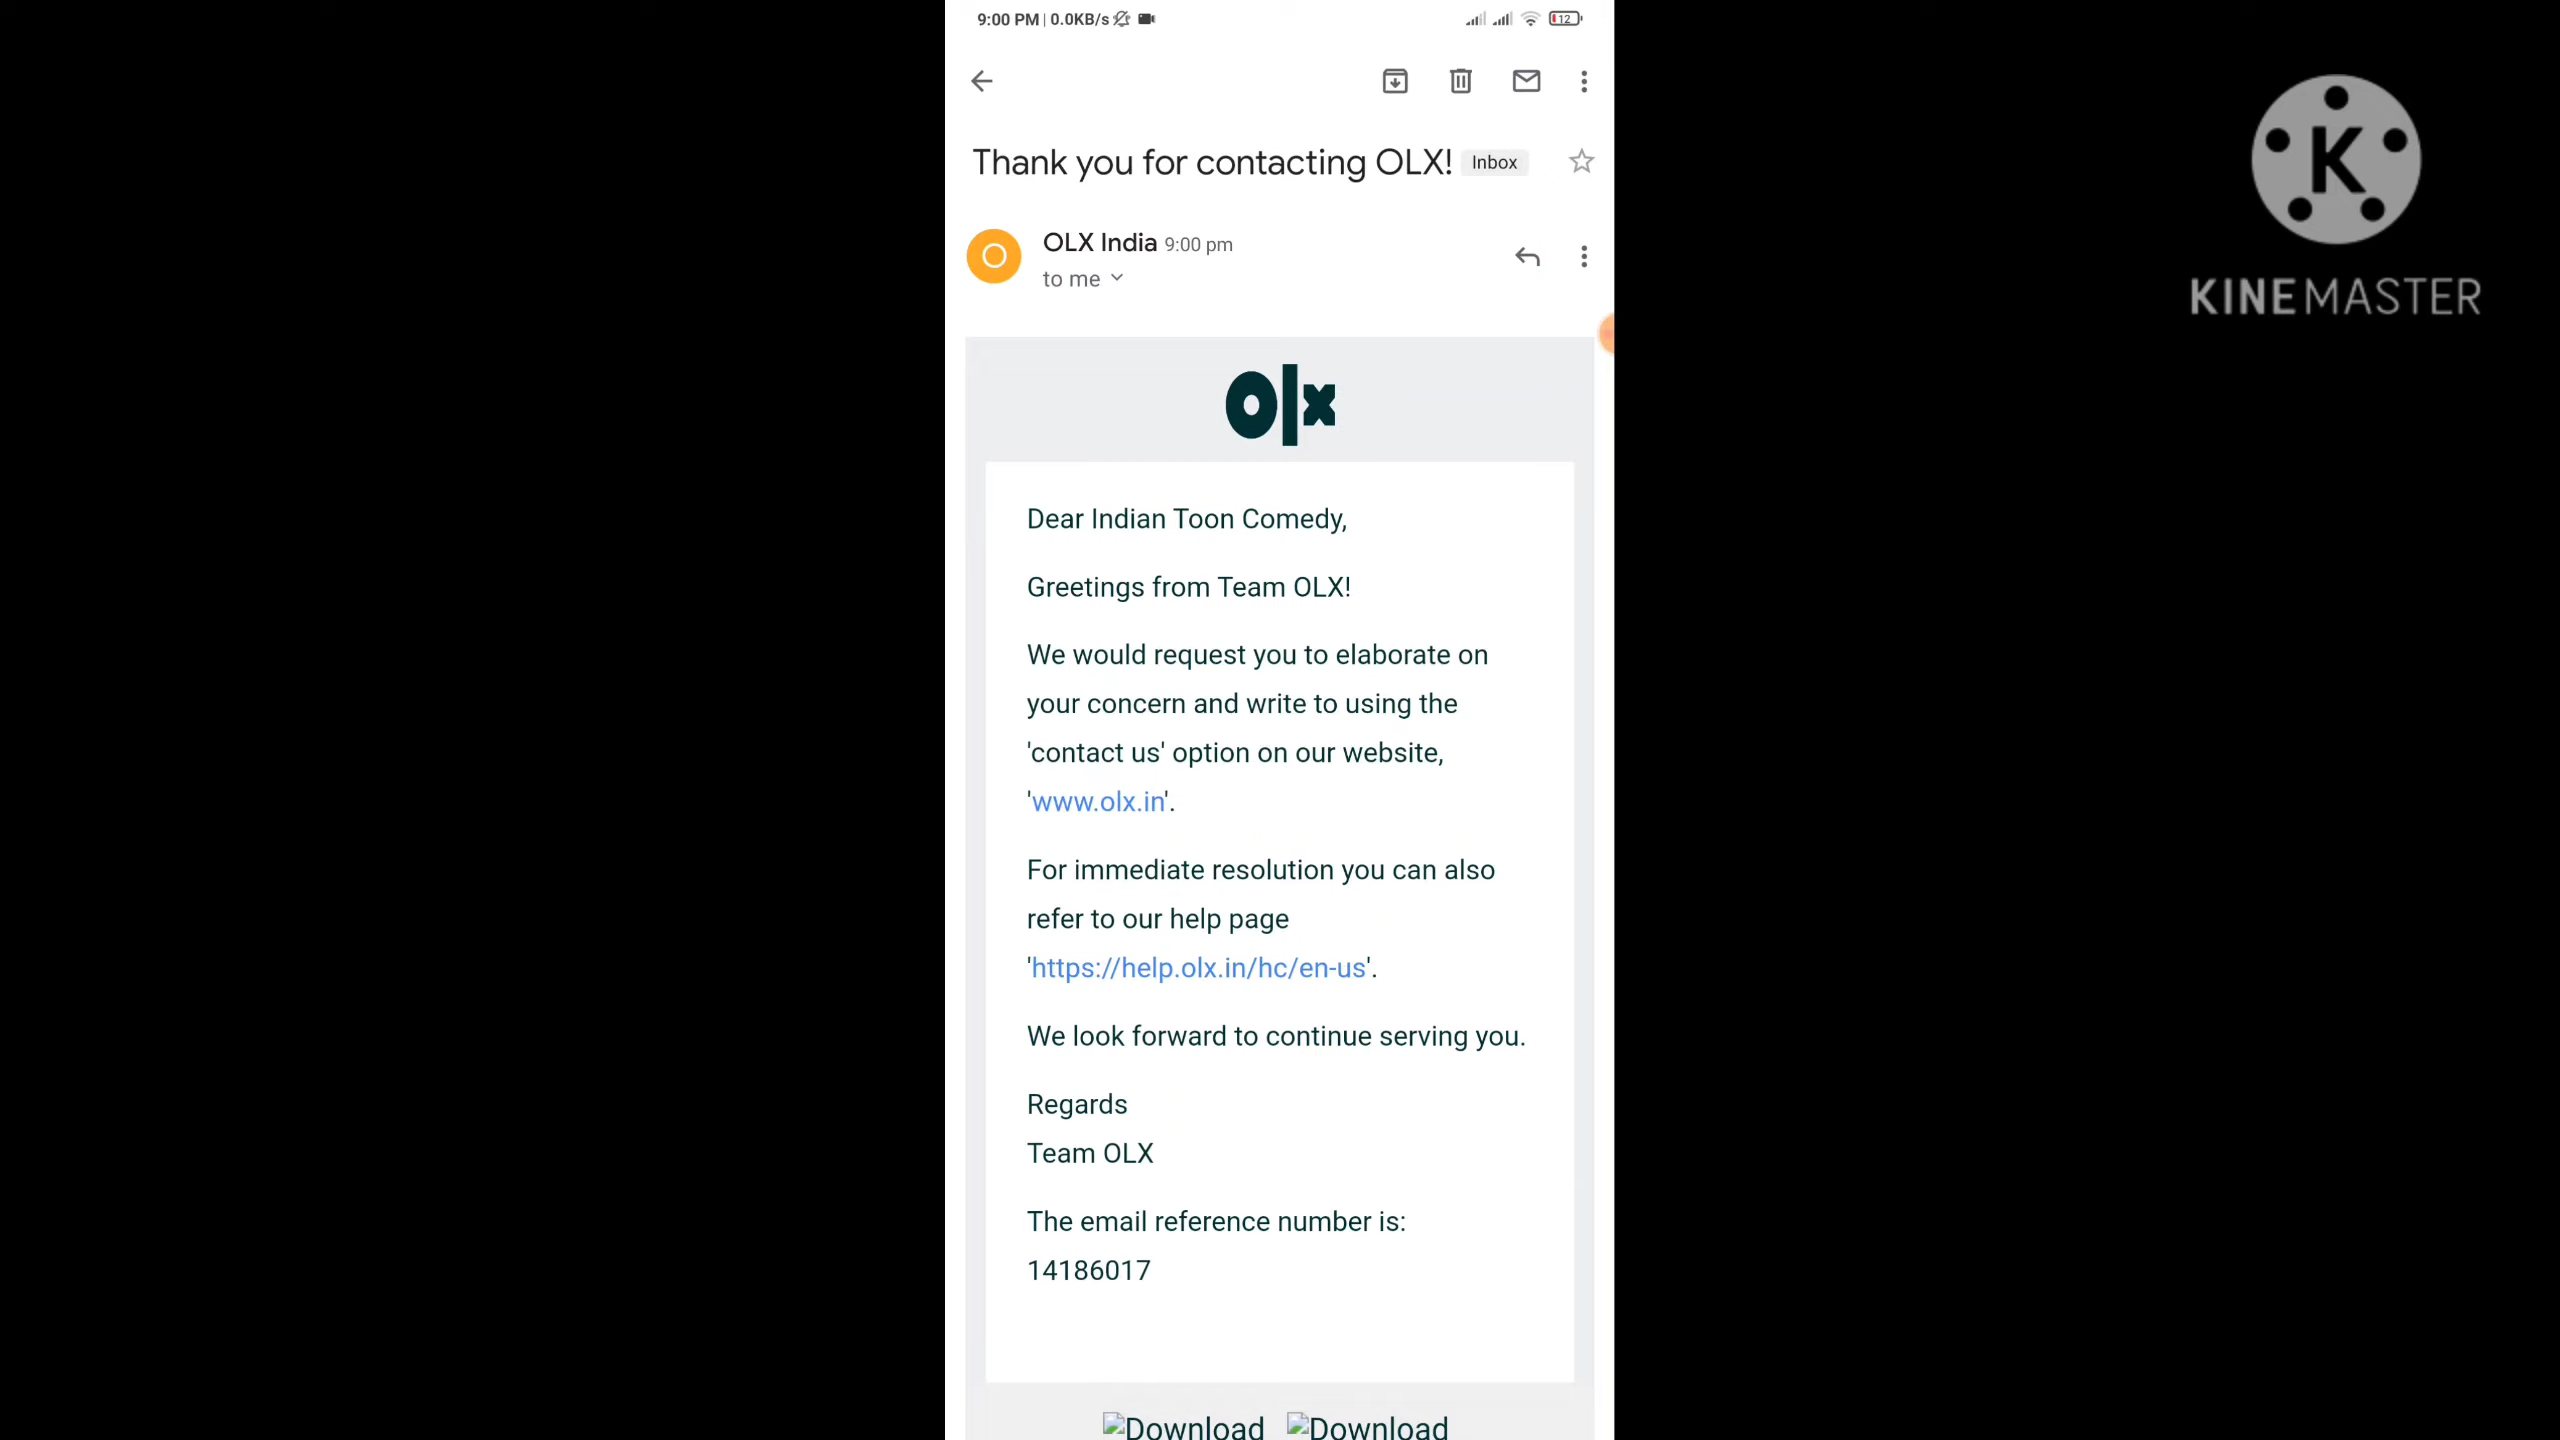 9:00 PM | 0.0KB/s
12
Thank you for contacting OLX! Inbox
OLX India 9:00 pm
to me
olx
Dear Indian Toon Comedy,
Greetings from Team OLX!
We would request you to elaborate on
your concern and write to using the
'contact us' option on our website,
'www.olx.in'.
For immediate resolution you can also
refer to our help page
'https://help.olx.in/hc/en-us'.
We look forward to continue serving you.
Regards
Team OLX
The email reference number is:
14186017
Download Download
K
KINEMASTER